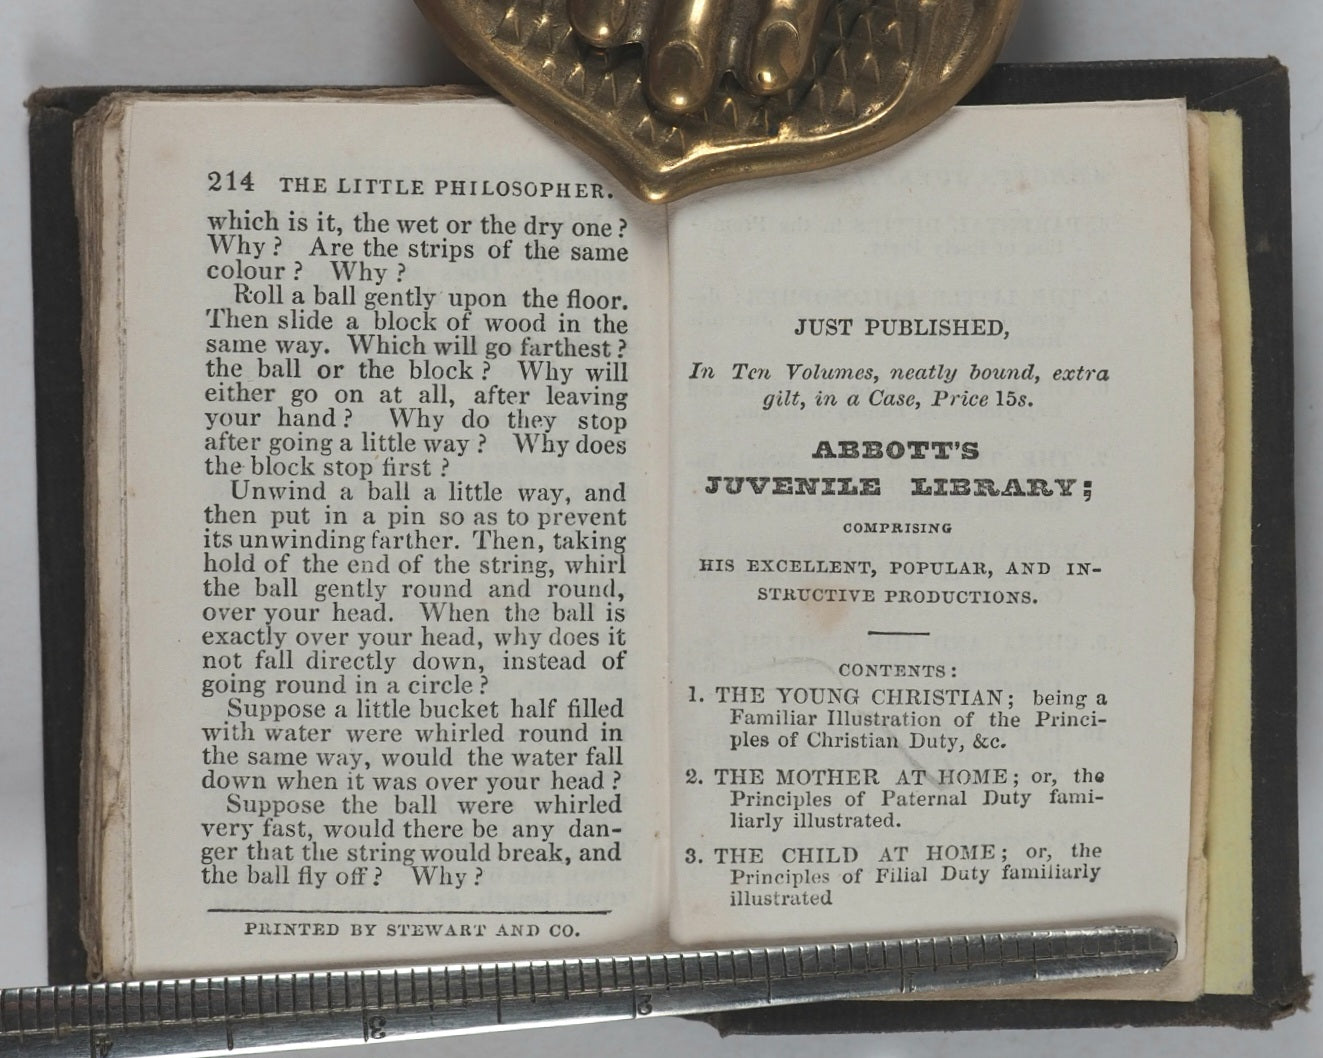 214 THE LITTLE PHILOSOPHER.
which is it, the wet or the dry one?
Why? Are the strips of the same
colour? Why?
Roll a ball gently upon the floor.
Then slide a block of wood in the
same way. Which will go farthest?
the ball or the block? Why will
either go on at all, after leaving
your hand? Why do they stop
after going a little way? Why does
the block stop first?
Unwind a ball a little way, and
then put in a pin so as to prevent
its unwinding farther. Then, taking
hold of the end of the string, whirl
the ball gently round and round,
over your head. When the ball is
exactly over your head, why does it
not fall directly down, instead of
going round in a circle?
Suppose a little bucket half filled
with water were whirled round in
the same way, would the water fall
down when it was over your head?
Suppose the ball were whirled
very fast, would there be any dan-
ger that the string would break, and
the ball fly off? Why?
PRINTED BY STEWART AND CO.
JUST PUBLISHED,
In Ten Volumes, neatly bound, extra
gilt, in a Case, Price 15s.
ABBOTT'S
JUVENILE LIBRARY;
COMPRISING
HIS EXCELLENT, POPULAR, AND IN-
STRUCTIVE PRODUCTIONS.
CONTENTS:
1. THE YOUNG CHRISTIAN; being a
Familiar Illustration of the Princi-
ples of Christian Duty, &c.
2. THE MOTHER AT HOME; or, the
Principles of Paternal Duty fami-
liarly illustrated.
3. THE CHILD AT HOME; or, the
Principles of Filial Duty familiarly
illustrated
4 3 2 1